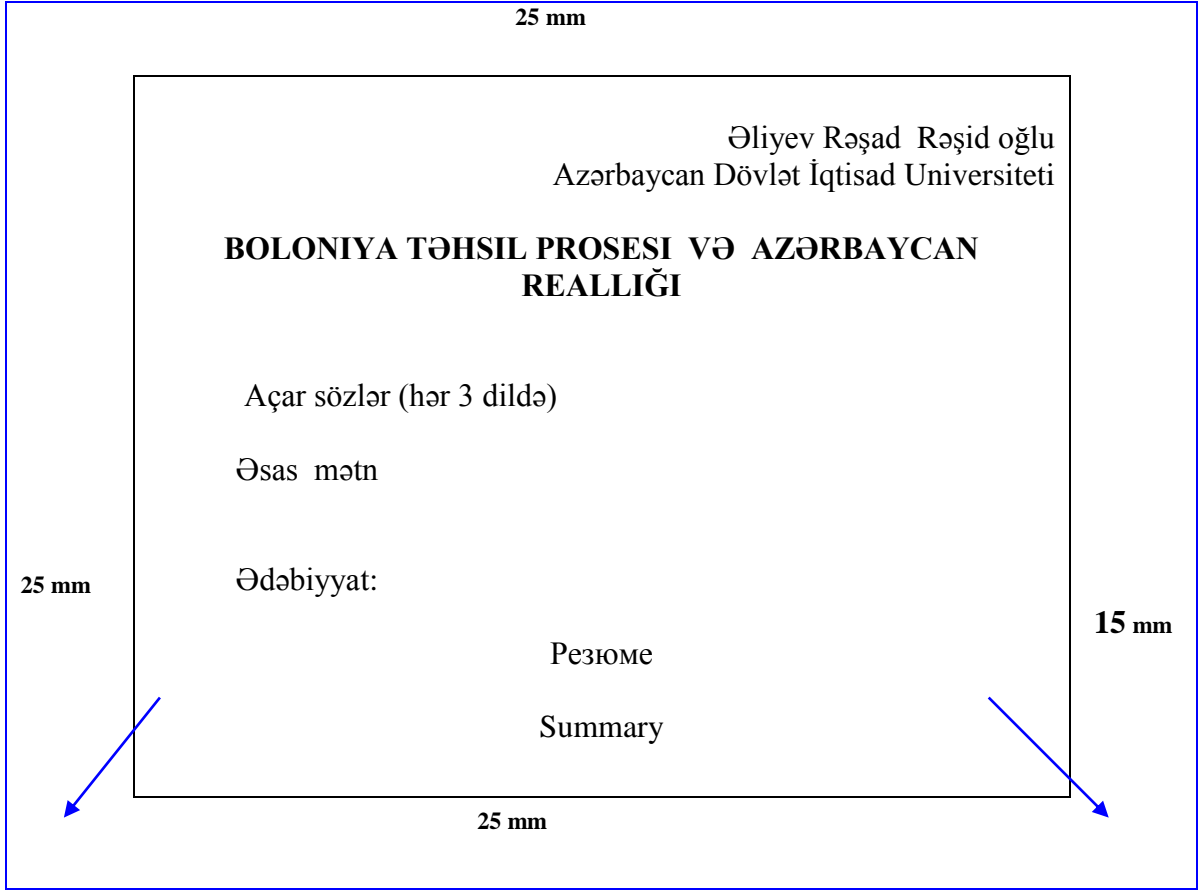 25 mm
Əliyev Rəşad  Rəşid oğlu
Azərbaycan Dövlət İqtisad Universiteti
BOLONIYA TƏHSIL PROSESI  VƏ  AZƏRBAYCAN
REALLIĞI
Açar sözlər (hər 3 dildə)
Əsas  mətn
Ədəbiyyat:
25 mm
15 mm
Резюме
Summary
25 mm